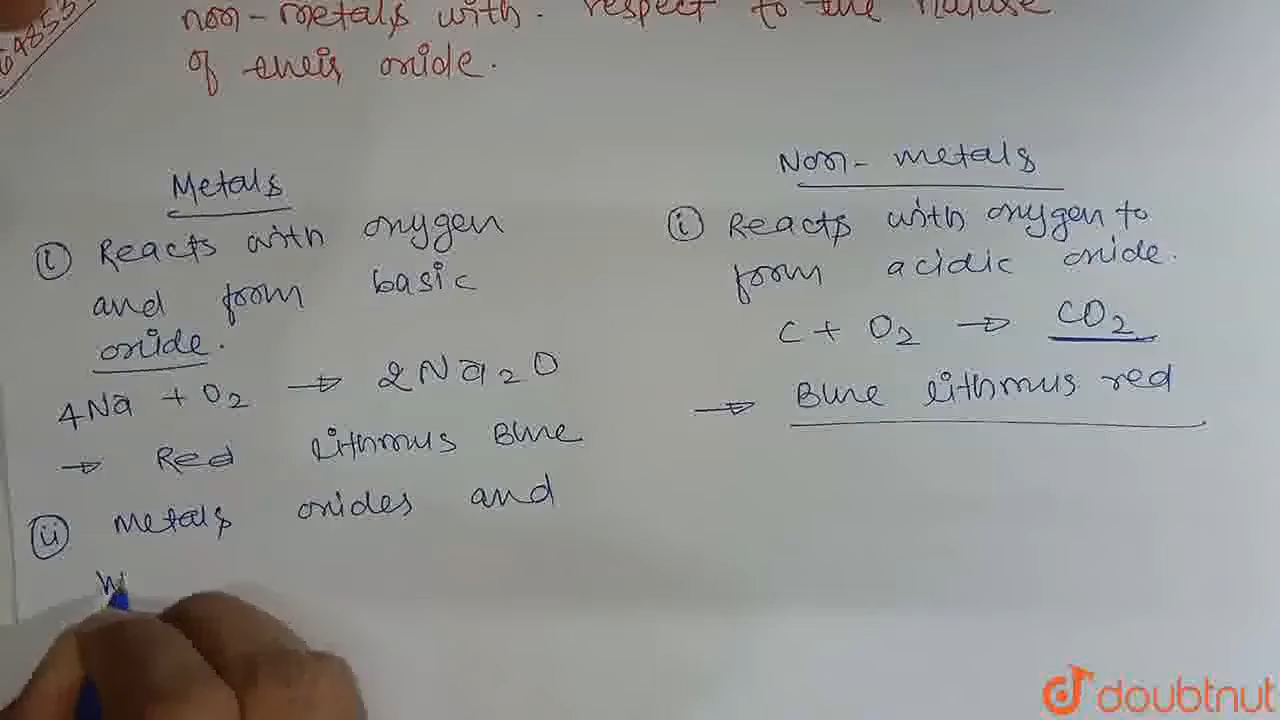 non-metals with respect to the nature
of their oxide.
Metals
(i) Reacts with oxygen
and form basic
oxide.
4Na + O2 → 2Na2O
→ Red lithmus Blue
(ii) Metals oxides and
W
Non-metals
(i) Reacts with oxygen to
form acidic oxide.
C + O2 → CO2
→ Blue lithmus red
doubtnut